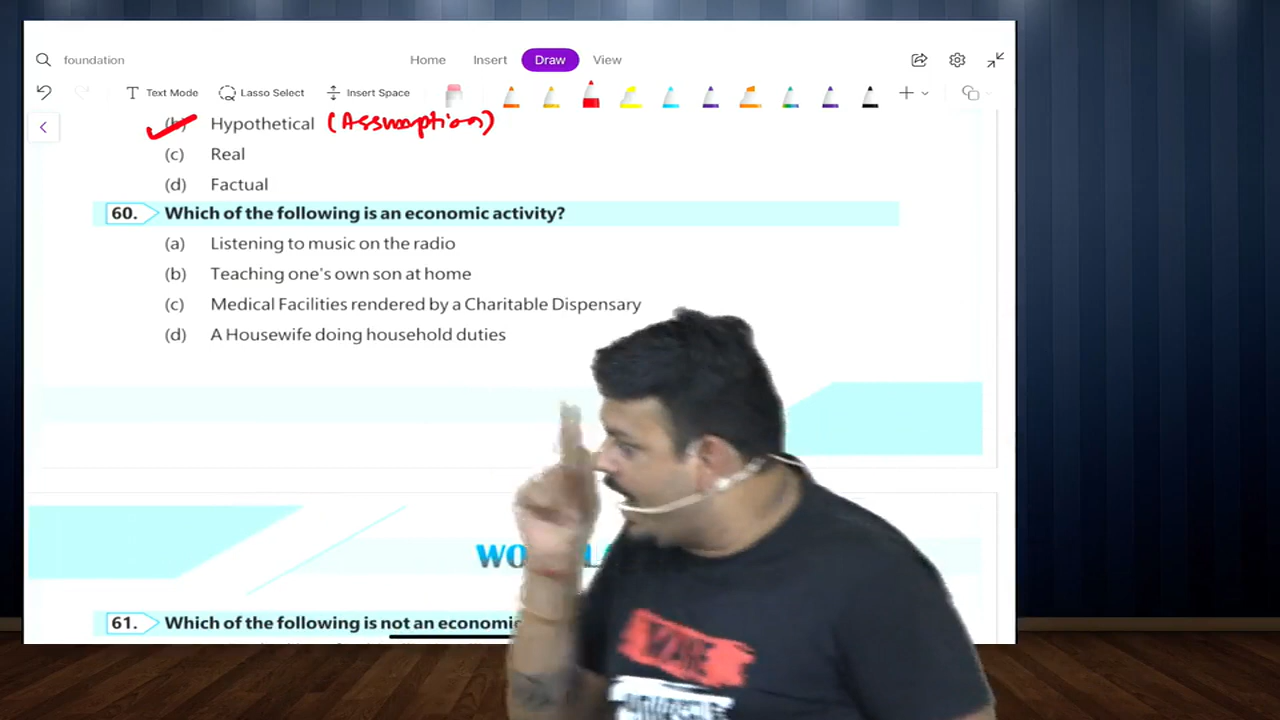 foundation
Home Insert Draw View
Text Mode Lasso Select Insert Space
(b) Hypothetical (Assumption)
(c) Real
(d) Factual
60. Which of the following is an economic activity?
(a) Listening to music on the radio
(b) Teaching one's own son at home
(c) Medical Facilities rendered by a Charitable Dispensary
(d) A Housewife doing household duties
61. Which of the following is not an economic